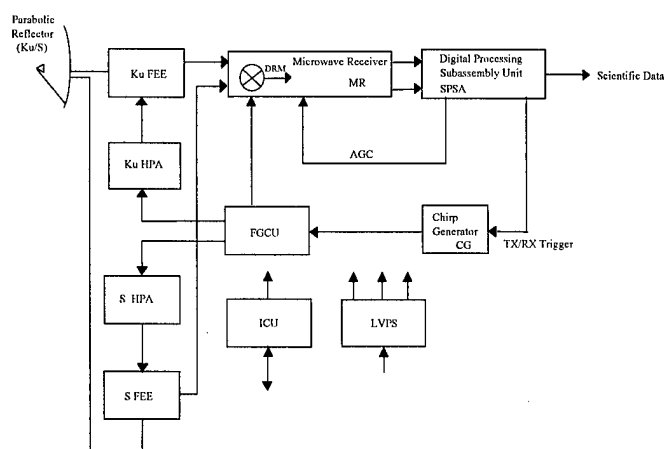 Parabolic
Reflector
(Ku/S)
Ku FEE
DRM
Microwave Receiver
MR
Digital Processing
Subassembly Unit
SPSA
Scientific Data
AGC
Ku HPA
FGCU
Chirp
Generator
CG
TX/RX Trigger
S HPA
ICU
LVPS
S FEE